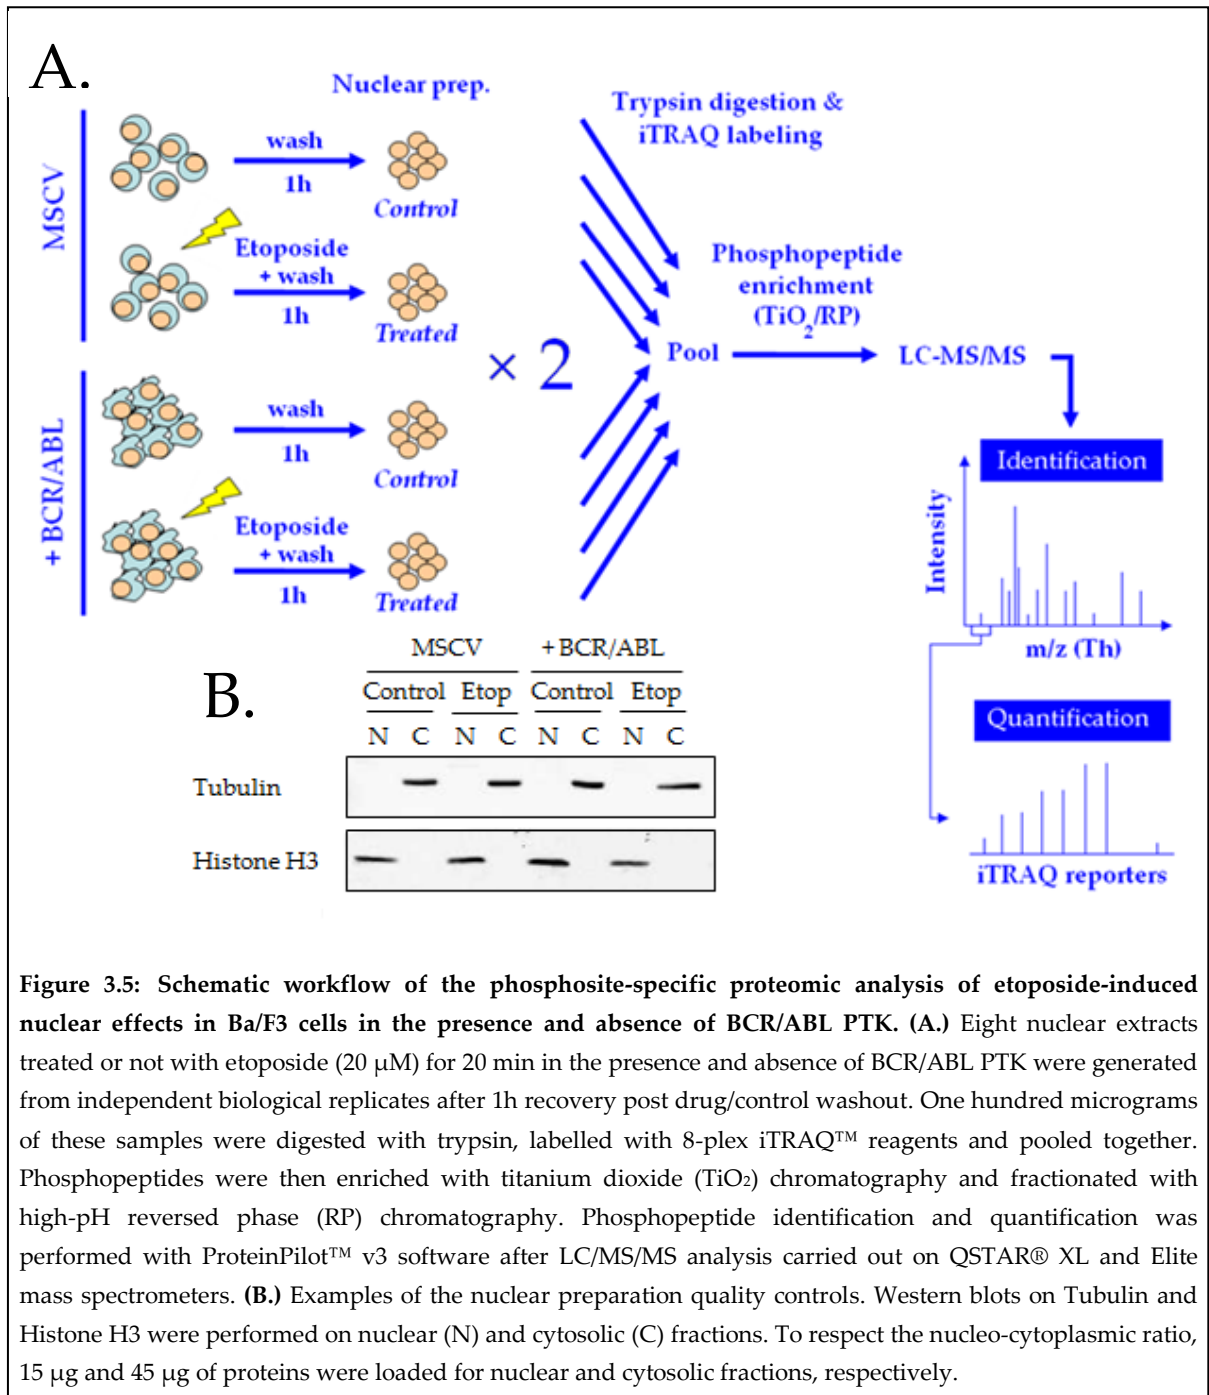 A.
Nuclear prep.
Trypsin digestion &
iTRAQ labeling
MSCV
wash
1h
Control
Etoposide
+ wash
1h
Treated
× 2
Phosphopeptide
enrichment
(TiO2/RP)
Pool
LC-MS/MS
+ BCR/ABL
wash
1h
Control
Etoposide
+ wash
1h
Treated
Identification
Intensity
m/z (Th)
Quantification
iTRAQ reporters
B.
MSCV +BCR/ABL
Control Etop Control Etop
N C N C N C N C
Tubulin
Histone H3
Figure 3.5: Schematic workflow of the phosphosite-specific proteomic analysis of etoposide-induced
nuclear effects in Ba/F3 cells in the presence and absence of BCR/ABL PTK. (A.) Eight nuclear extracts
treated or not with etoposide (20 μM) for 20 min in the presence and absence of BCR/ABL PTK were generated
from independent biological replicates after 1h recovery post drug/control washout. One hundred micrograms
of these samples were digested with trypsin, labelled with 8-plex iTRAQ™ reagents and pooled together.
Phosphopeptides were then enriched with titanium dioxide (TiO2) chromatography and fractionated with
high-pH reversed phase (RP) chromatography. Phosphopeptide identification and quantification was
performed with ProteinPilot™ v3 software after LC/MS/MS analysis carried out on QSTAR® XL and Elite
mass spectrometers. (B.) Examples of the nuclear preparation quality controls. Western blots on Tubulin and
Histone H3 were performed on nuclear (N) and cytosolic (C) fractions. To respect the nucleo-cytoplasmic ratio,
15 μg and 45 μg of proteins were loaded for nuclear and cytosolic fractions, respectively.